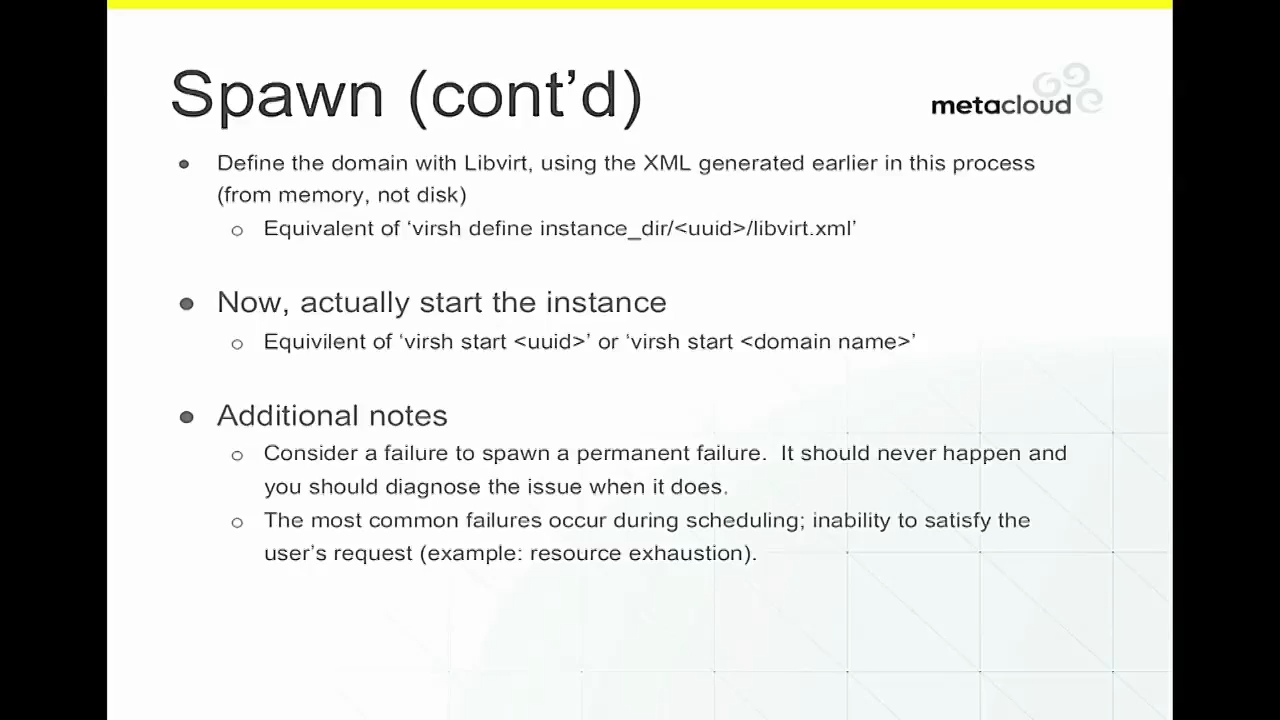 Spawn (cont’d)
metacloud
● Define the domain with Libvirt, using the XML generated earlier in this process
(from memory, not disk)
○ Equivalent of ‘virsh define instance_dir/<uuid>/libvirt.xml’
● Now, actually start the instance
○ Equivilent of ‘virsh start <uuid>’ or ‘virsh start <domain name>’
● Additional notes
○ Consider a failure to spawn a permanent failure.  It should never happen and
you should diagnose the issue when it does.
○ The most common failures occur during scheduling; inability to satisfy the
user’s request (example: resource exhaustion).